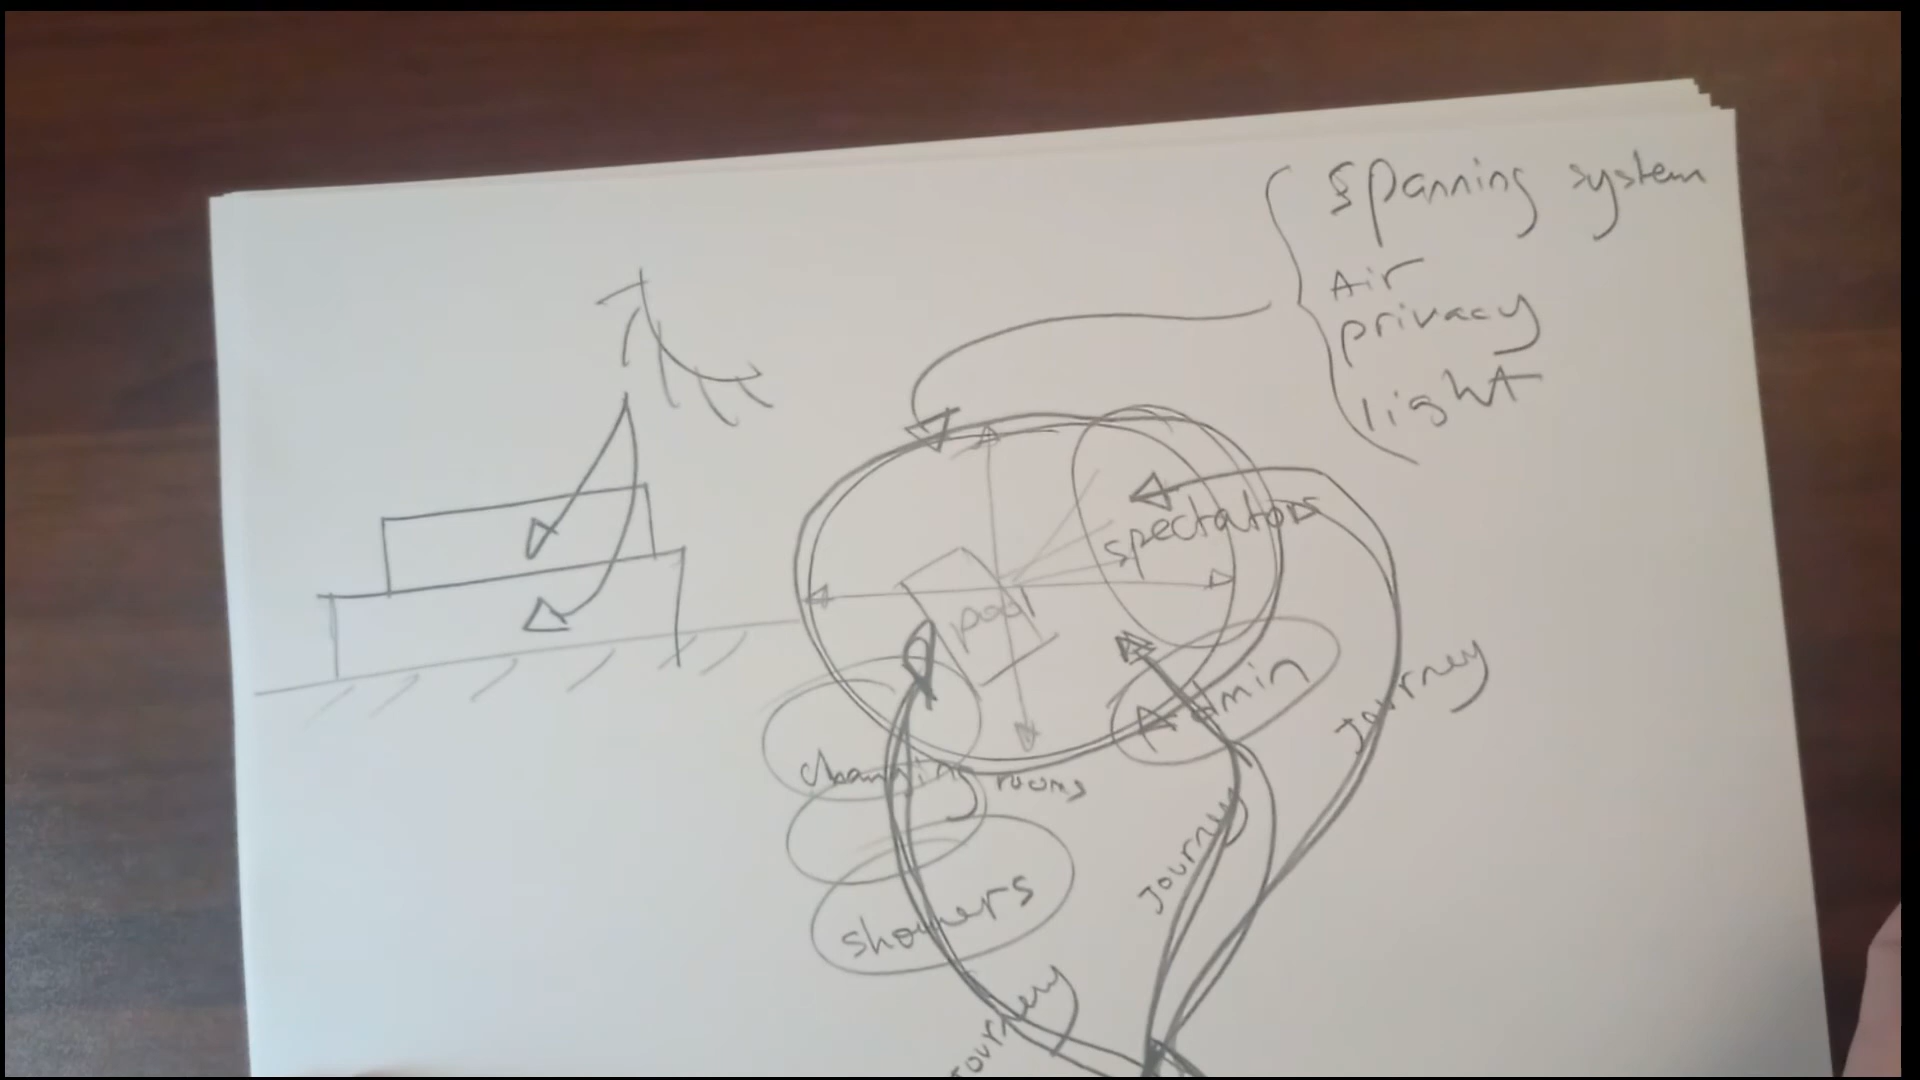 Spanning system
Air
privacy
light
spectators
pool
Admin
Journey
changing rooms
Journey
showers
Journey